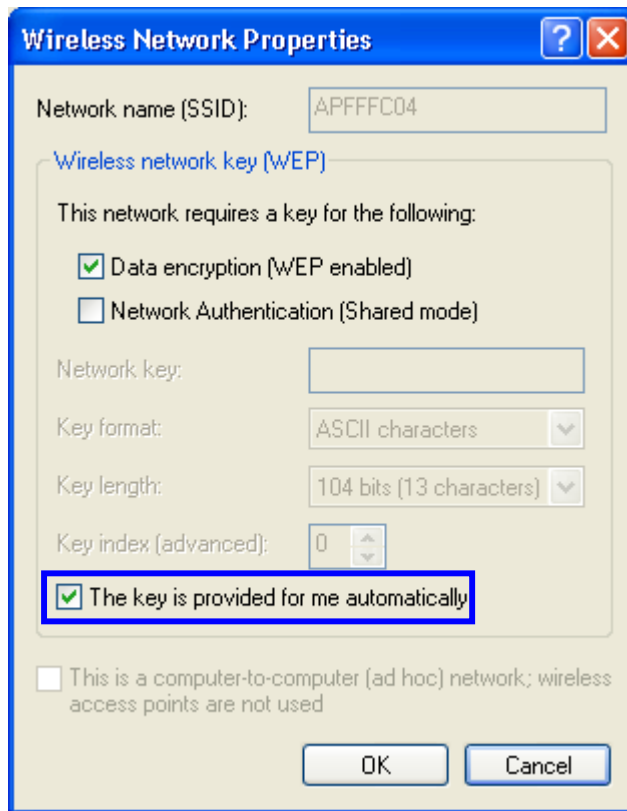 Wireless Network Properties
Network name (SSID): APFFFC04
Wireless network key (WEP)
This network requires a key for the following:
Data encryption (WEP enabled)
Network Authentication (Shared mode)
Network key:
Key format: ASCII characters
Key length: 104 bits (13 characters)
Key index (advanced): 0
The key is provided for me automatically
This is a computer-to-computer (ad hoc) network; wireless
access points are not used
OK Cancel